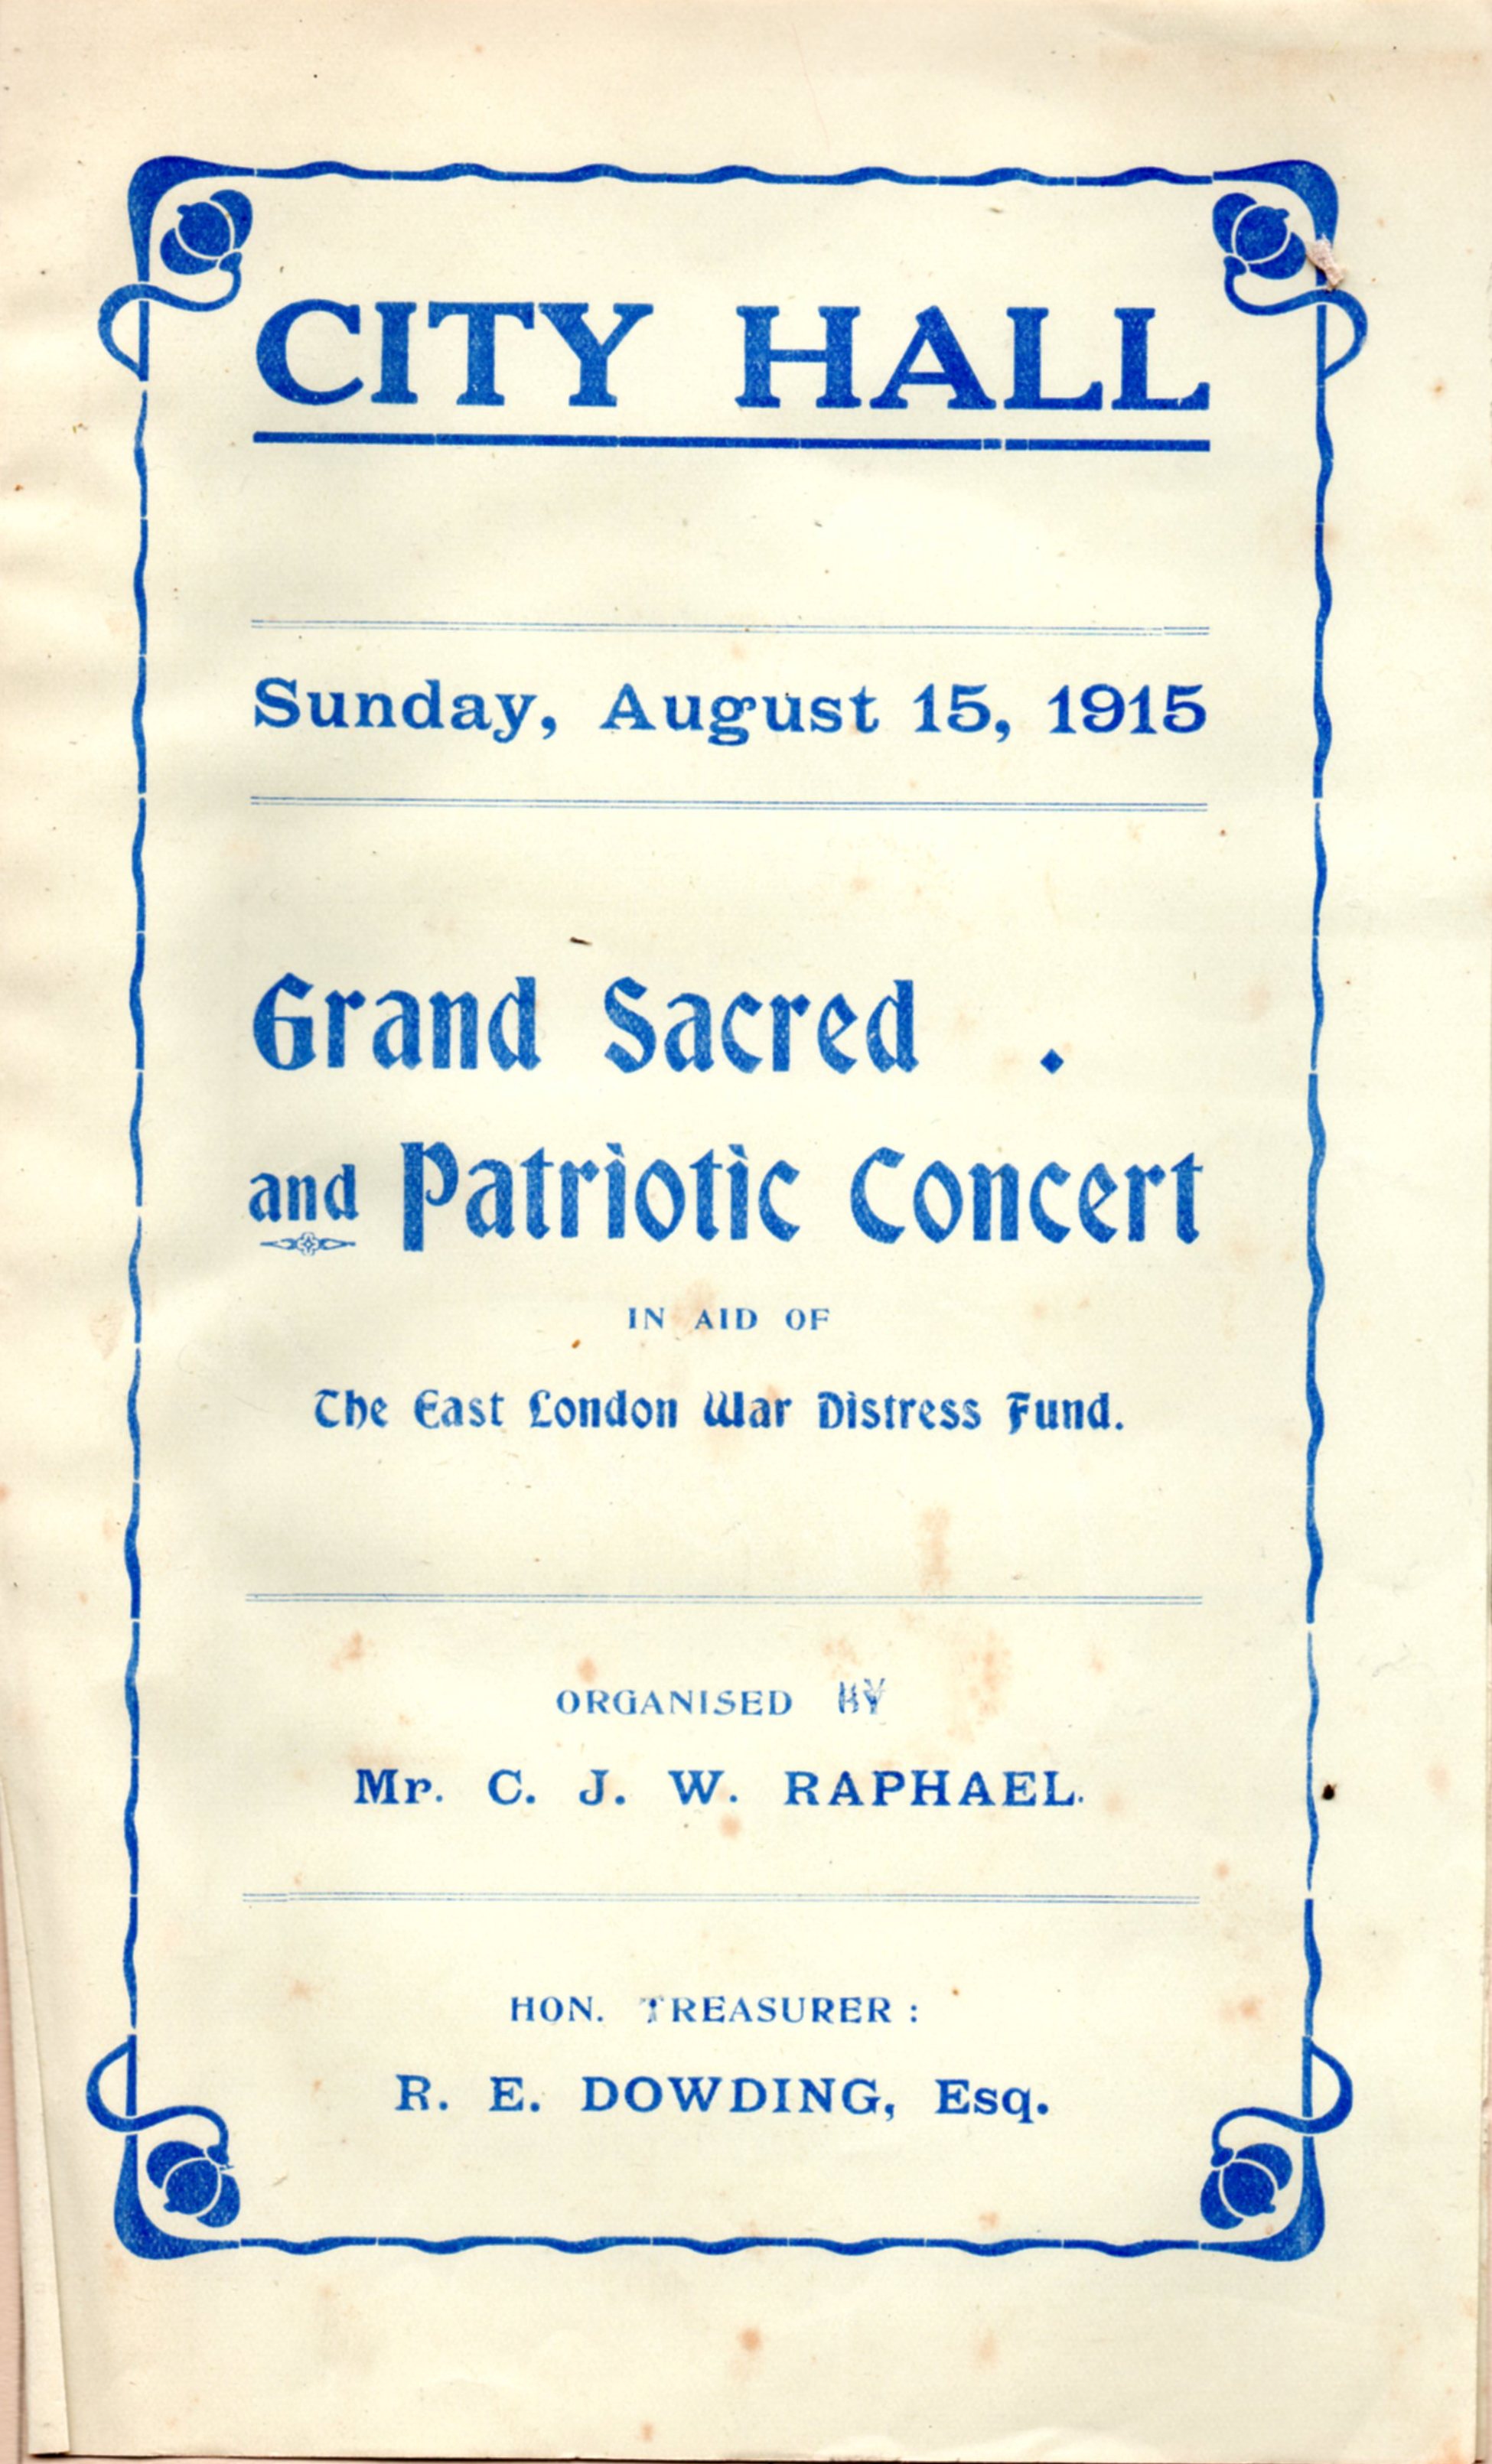 CITY HALL
Sunday, August 15, 1915
Grand Sacred .
and Patriotic Concert
IN AID OF
The East London War Distress Fund.
ORGANISED BY
Mr. C. J. W. RAPHAEL.
HON. TREASURER :
R. E. DOWDING, Esq.